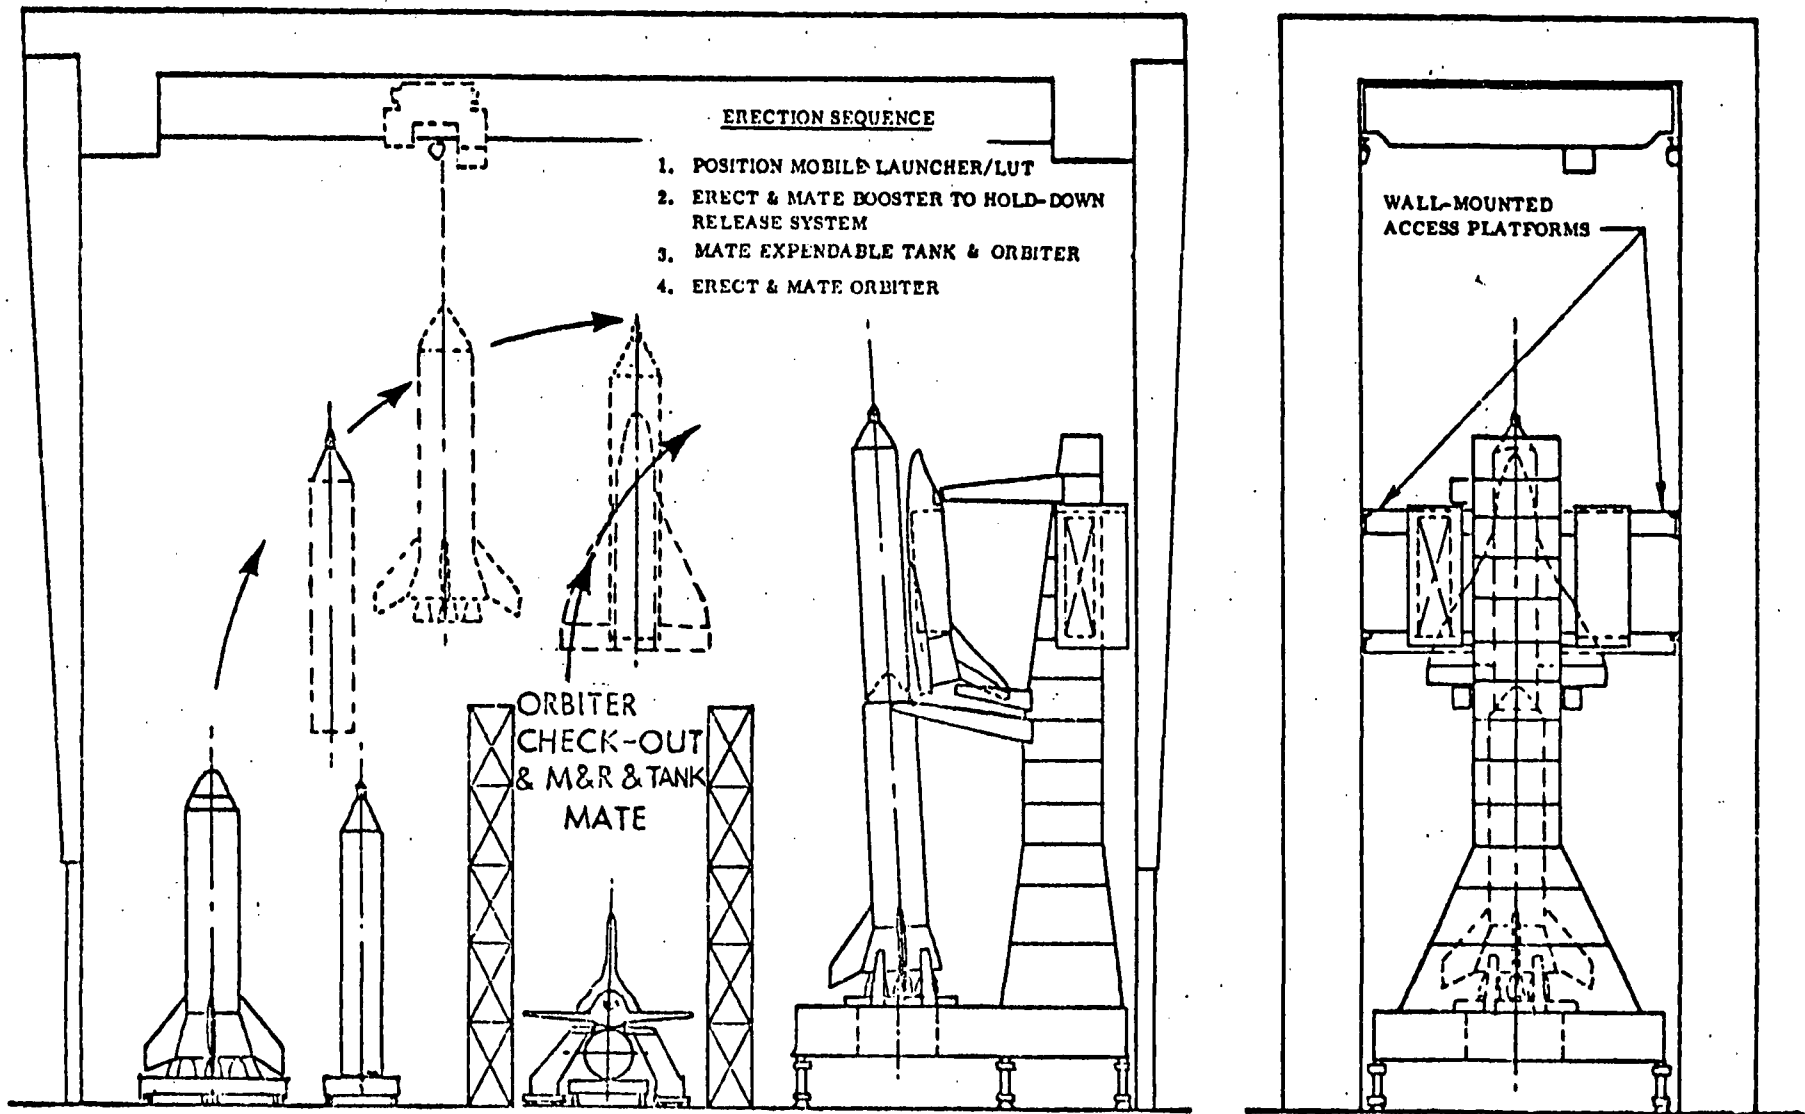 ERECTION SEQUENCE
1. POSITION MOBILE LAUNCHER/LUT
2. ERECT & MATE BOOSTER TO HOLD-DOWN
RELEASE SYSTEM
3. MATE EXPENDABLE TANK & ORBITER
4. ERECT & MATE ORBITER
WALL-MOUNTED
ACCESS PLATFORMS
ORBITER
CHECK-OUT
& M&R & TANK
MATE